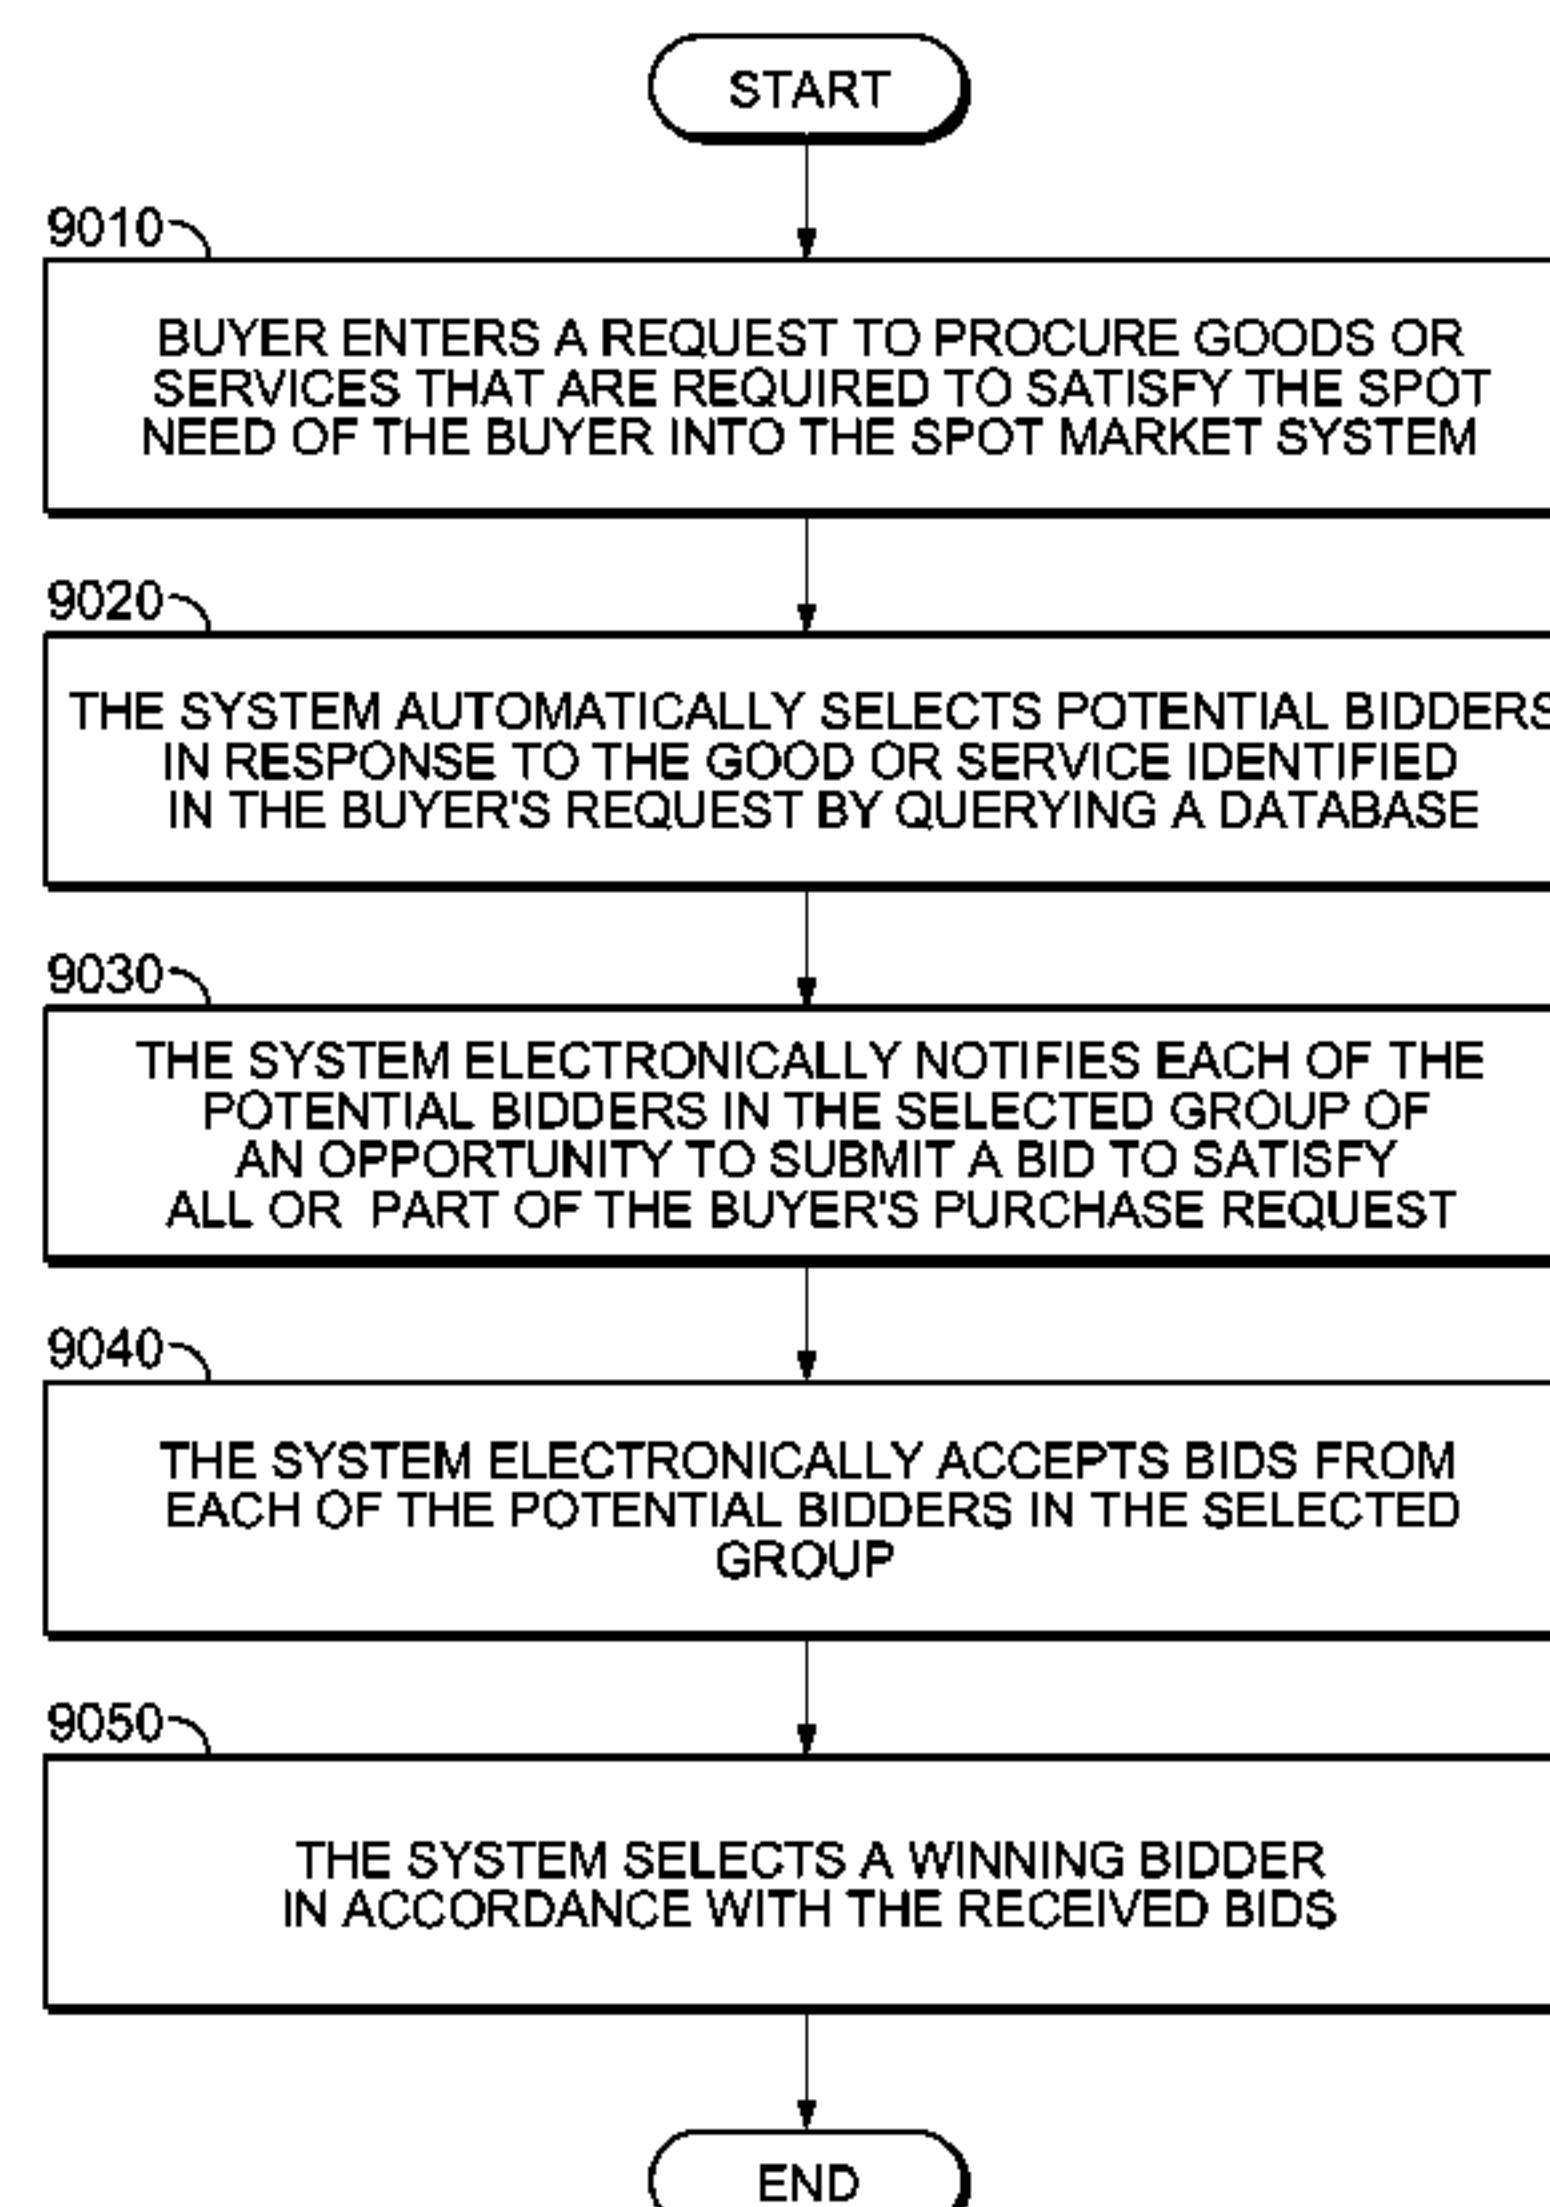 START
9010
BUYER ENTERS A REQUEST TO PROCURE GOODS OR
SERVICES THAT ARE REQUIRED TO SATISFY THE SPOT
NEED OF THE BUYER INTO THE SPOT MARKET SYSTEM
9020
THE SYSTEM AUTOMATICALLY SELECTS POTENTIAL BIDDERS
IN RESPONSE TO THE GOOD OR SERVICE IDENTIFIED
IN THE BUYER'S REQUEST BY QUERYING A DATABASE
9030
THE SYSTEM ELECTRONICALLY NOTIFIES EACH OF THE
POTENTIAL BIDDERS IN THE SELECTED GROUP OF
AN OPPORTUNITY TO SUBMIT A BID TO SATISFY
ALL OR PART OF THE BUYER'S PURCHASE REQUEST
9040
THE SYSTEM ELECTRONICALLY ACCEPTS BIDS FROM
EACH OF THE POTENTIAL BIDDERS IN THE SELECTED
GROUP
9050
THE SYSTEM SELECTS A WINNING BIDDER
IN ACCORDANCE WITH THE RECEIVED BIDS
END